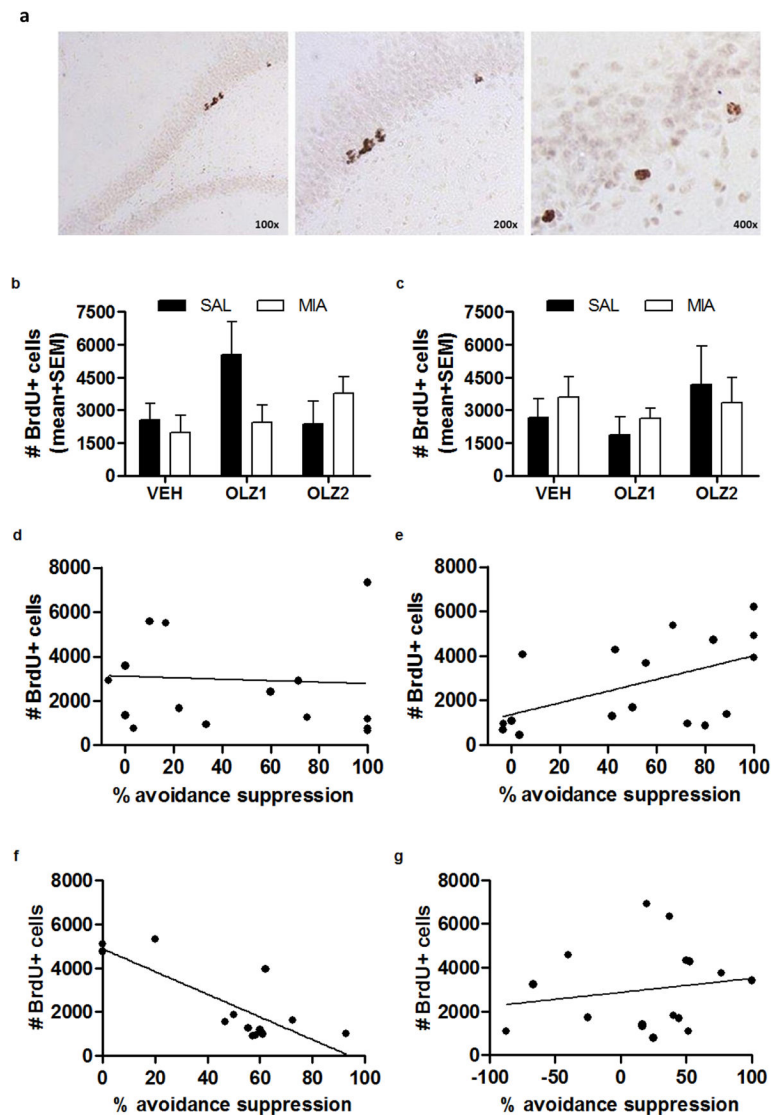 a
100x
200x
400x
b
SAL MIA
# BrdU+ cells
(mean+SEM)
7500
6000
4500
3000
1500
0
VEH OLZ1 OLZ2
c
SAL MIA
# BrdU+ cells
(mean+SEM)
7500
6000
4500
3000
1500
0
VEH OLZ1 OLZ2
d
# BrdU+ cells
8000
6000
4000
2000
0
0 20 40 60 80 100
% avoidance suppression
e
# BrdU+ cells
8000
6000
4000
2000
0
0 20 40 60 80 100
% avoidance suppression
f
# BrdU+ cells
8000
6000
4000
2000
0
0 20 40 60 80 100
% avoidance suppression
g
# BrdU+ cells
8000
6000
4000
2000
0
-100 -50 0 50 100
% avoidance suppression